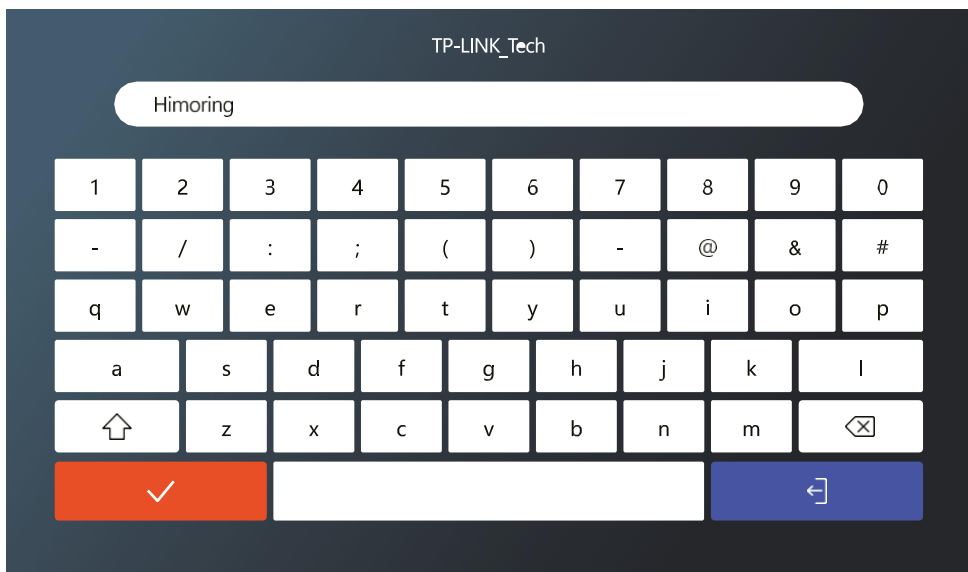 TP-LINK_Tech
Himoring
1 2 3 4 5 6 7 8 9 0
- / : ; ( ) - @ & #
q w e r t y u i o p
a s d f g h j k l
z x c v b n m